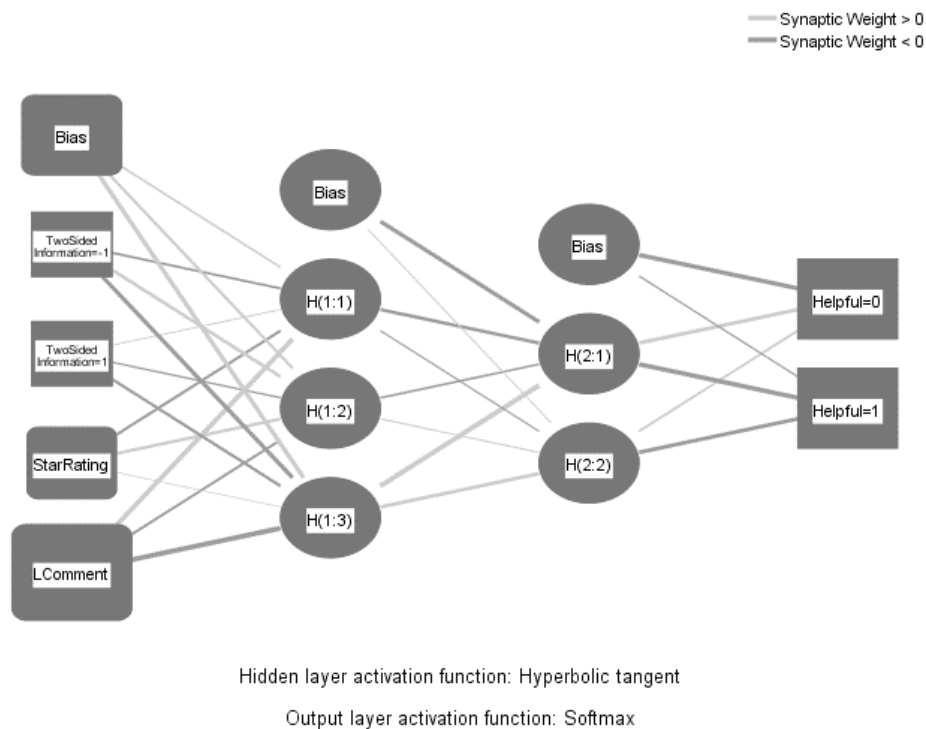 Synaptic Weight > 0
Synaptic Weight < 0
Bias
TwoSided
Information=-1
TwoSided
Information=1
StarRating
LComment
Bias
H(1:1)
H(1:2)
H(1:3)
Bias
H(2:1)
H(2:2)
Helpful=0
Helpful=1
Hidden layer activation function: Hyperbolic tangent
Output layer activation function: Softmax